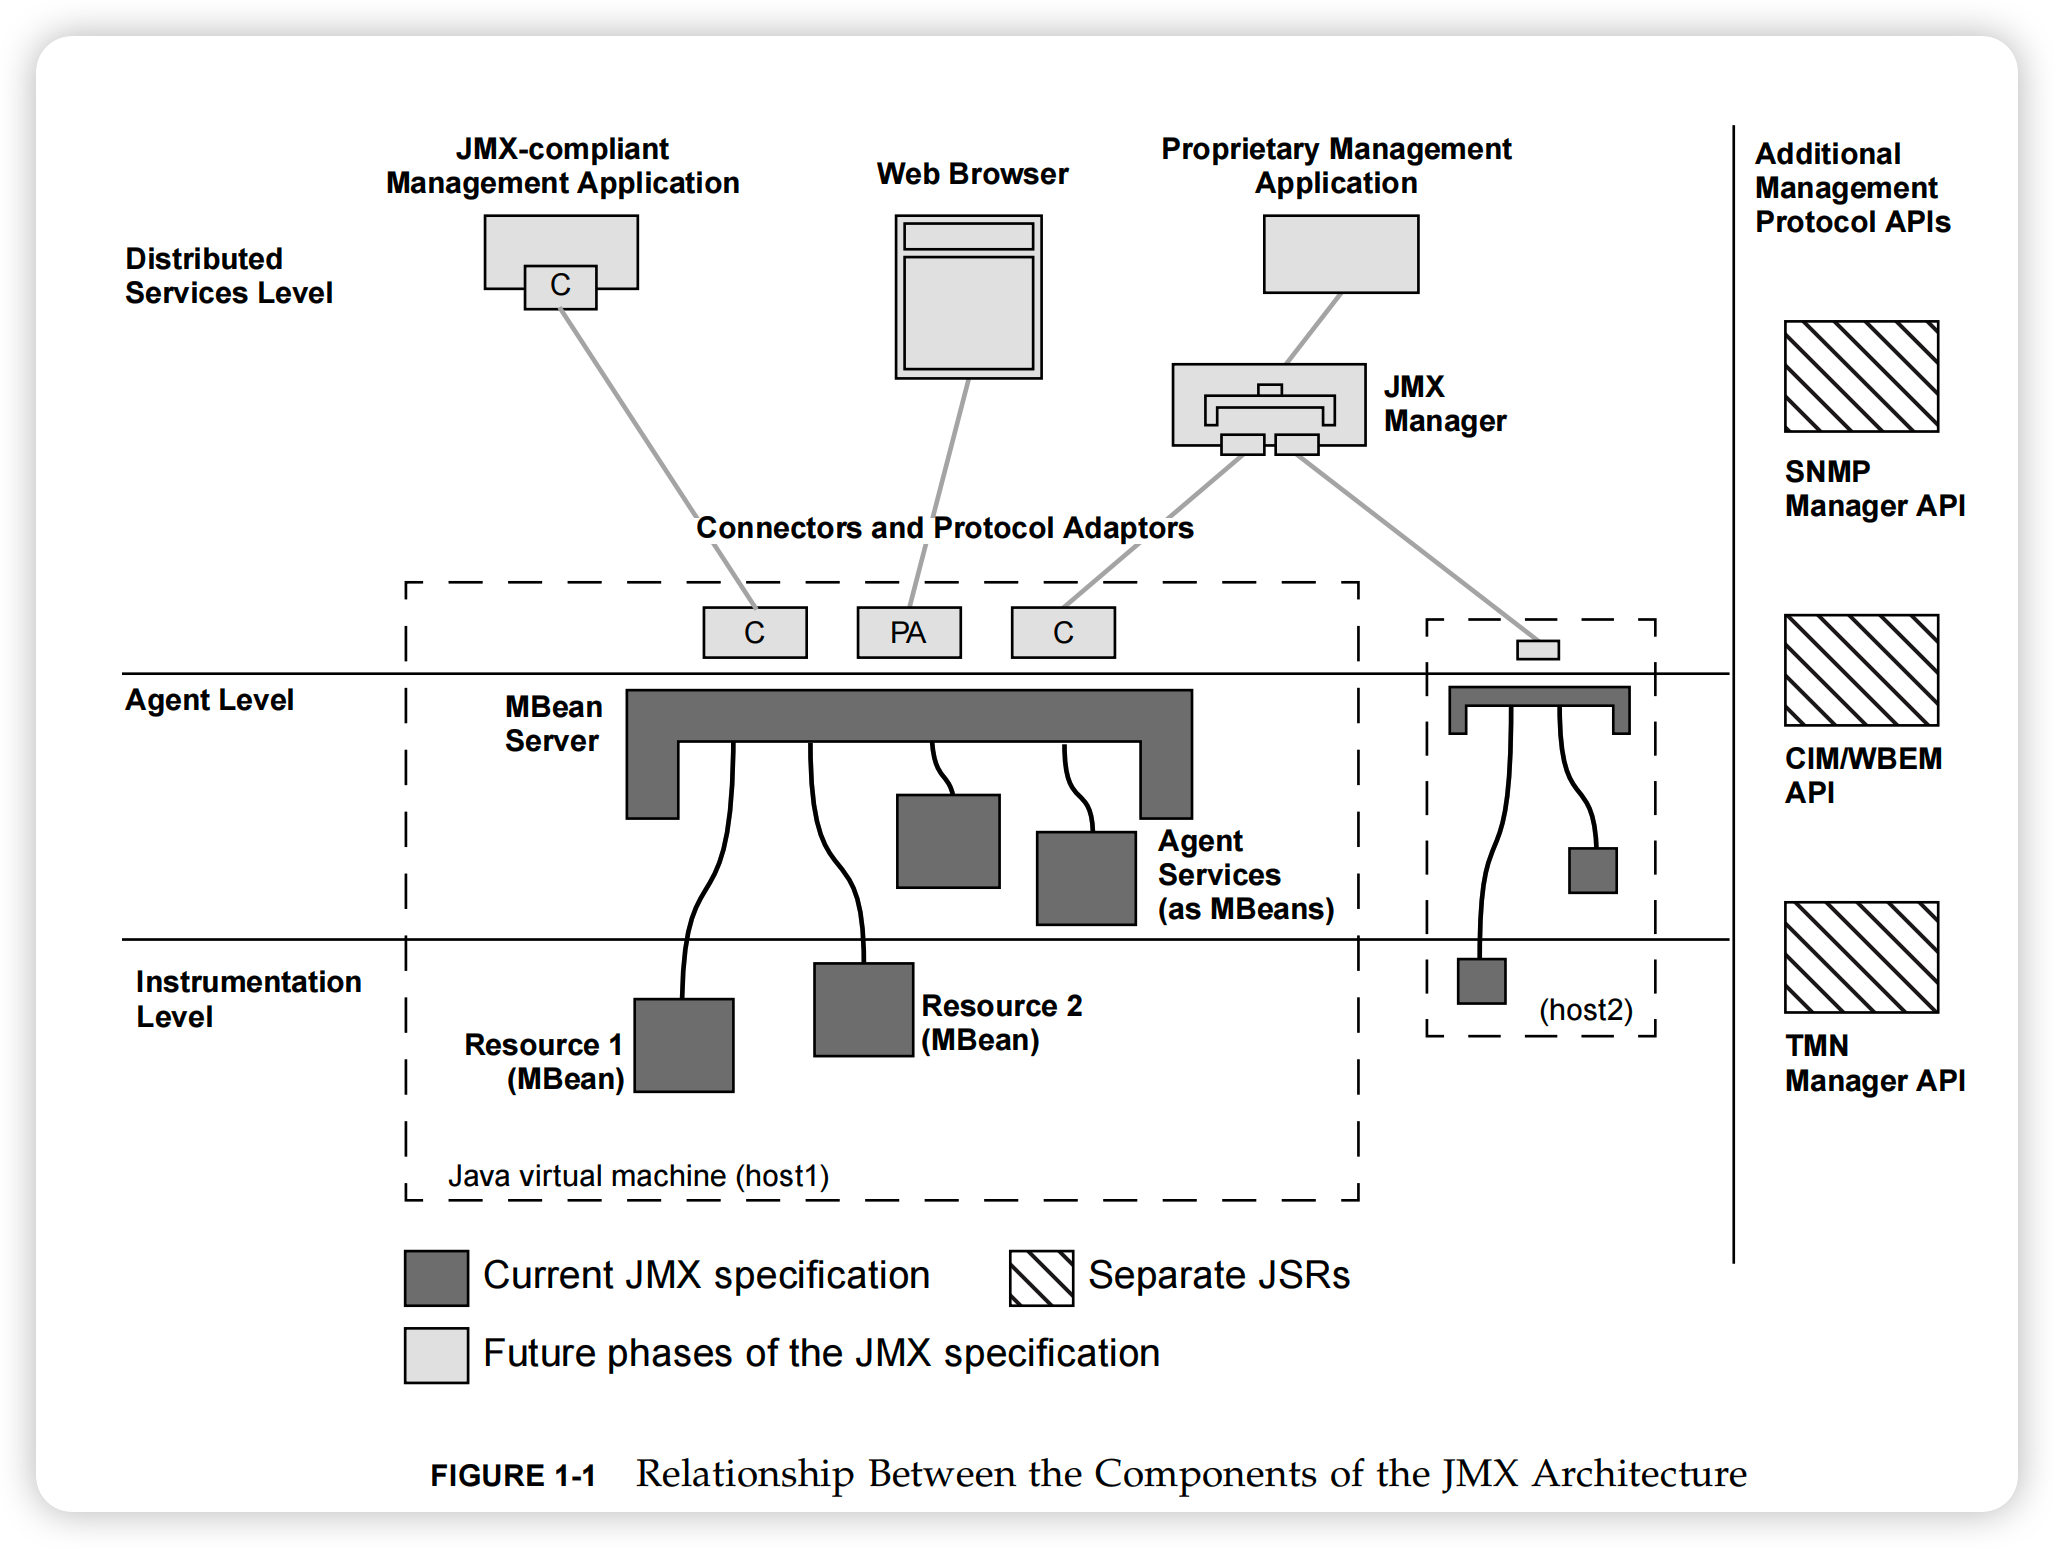 JMX-compliant
Management Application
Web Browser
Proprietary Management
Application
Additional
Management
Protocol APIs
Distributed
Services Level
C
JMX
Manager
SNMP
Manager API
Connectors and Protocol Adaptors
C
PA
C
Agent Level
MBean
Server
CIM/WBEM
API
Agent
Services
(as MBeans)
Instrumentation
Level
Resource 1
(MBean)
Resource 2
(MBean)
(host2)
TMN
Manager API
Java virtual machine (host1)
Current JMX specification
Separate JSRs
Future phases of the JMX specification
FIGURE 1-1 Relationship Between the Components of the JMX Architecture